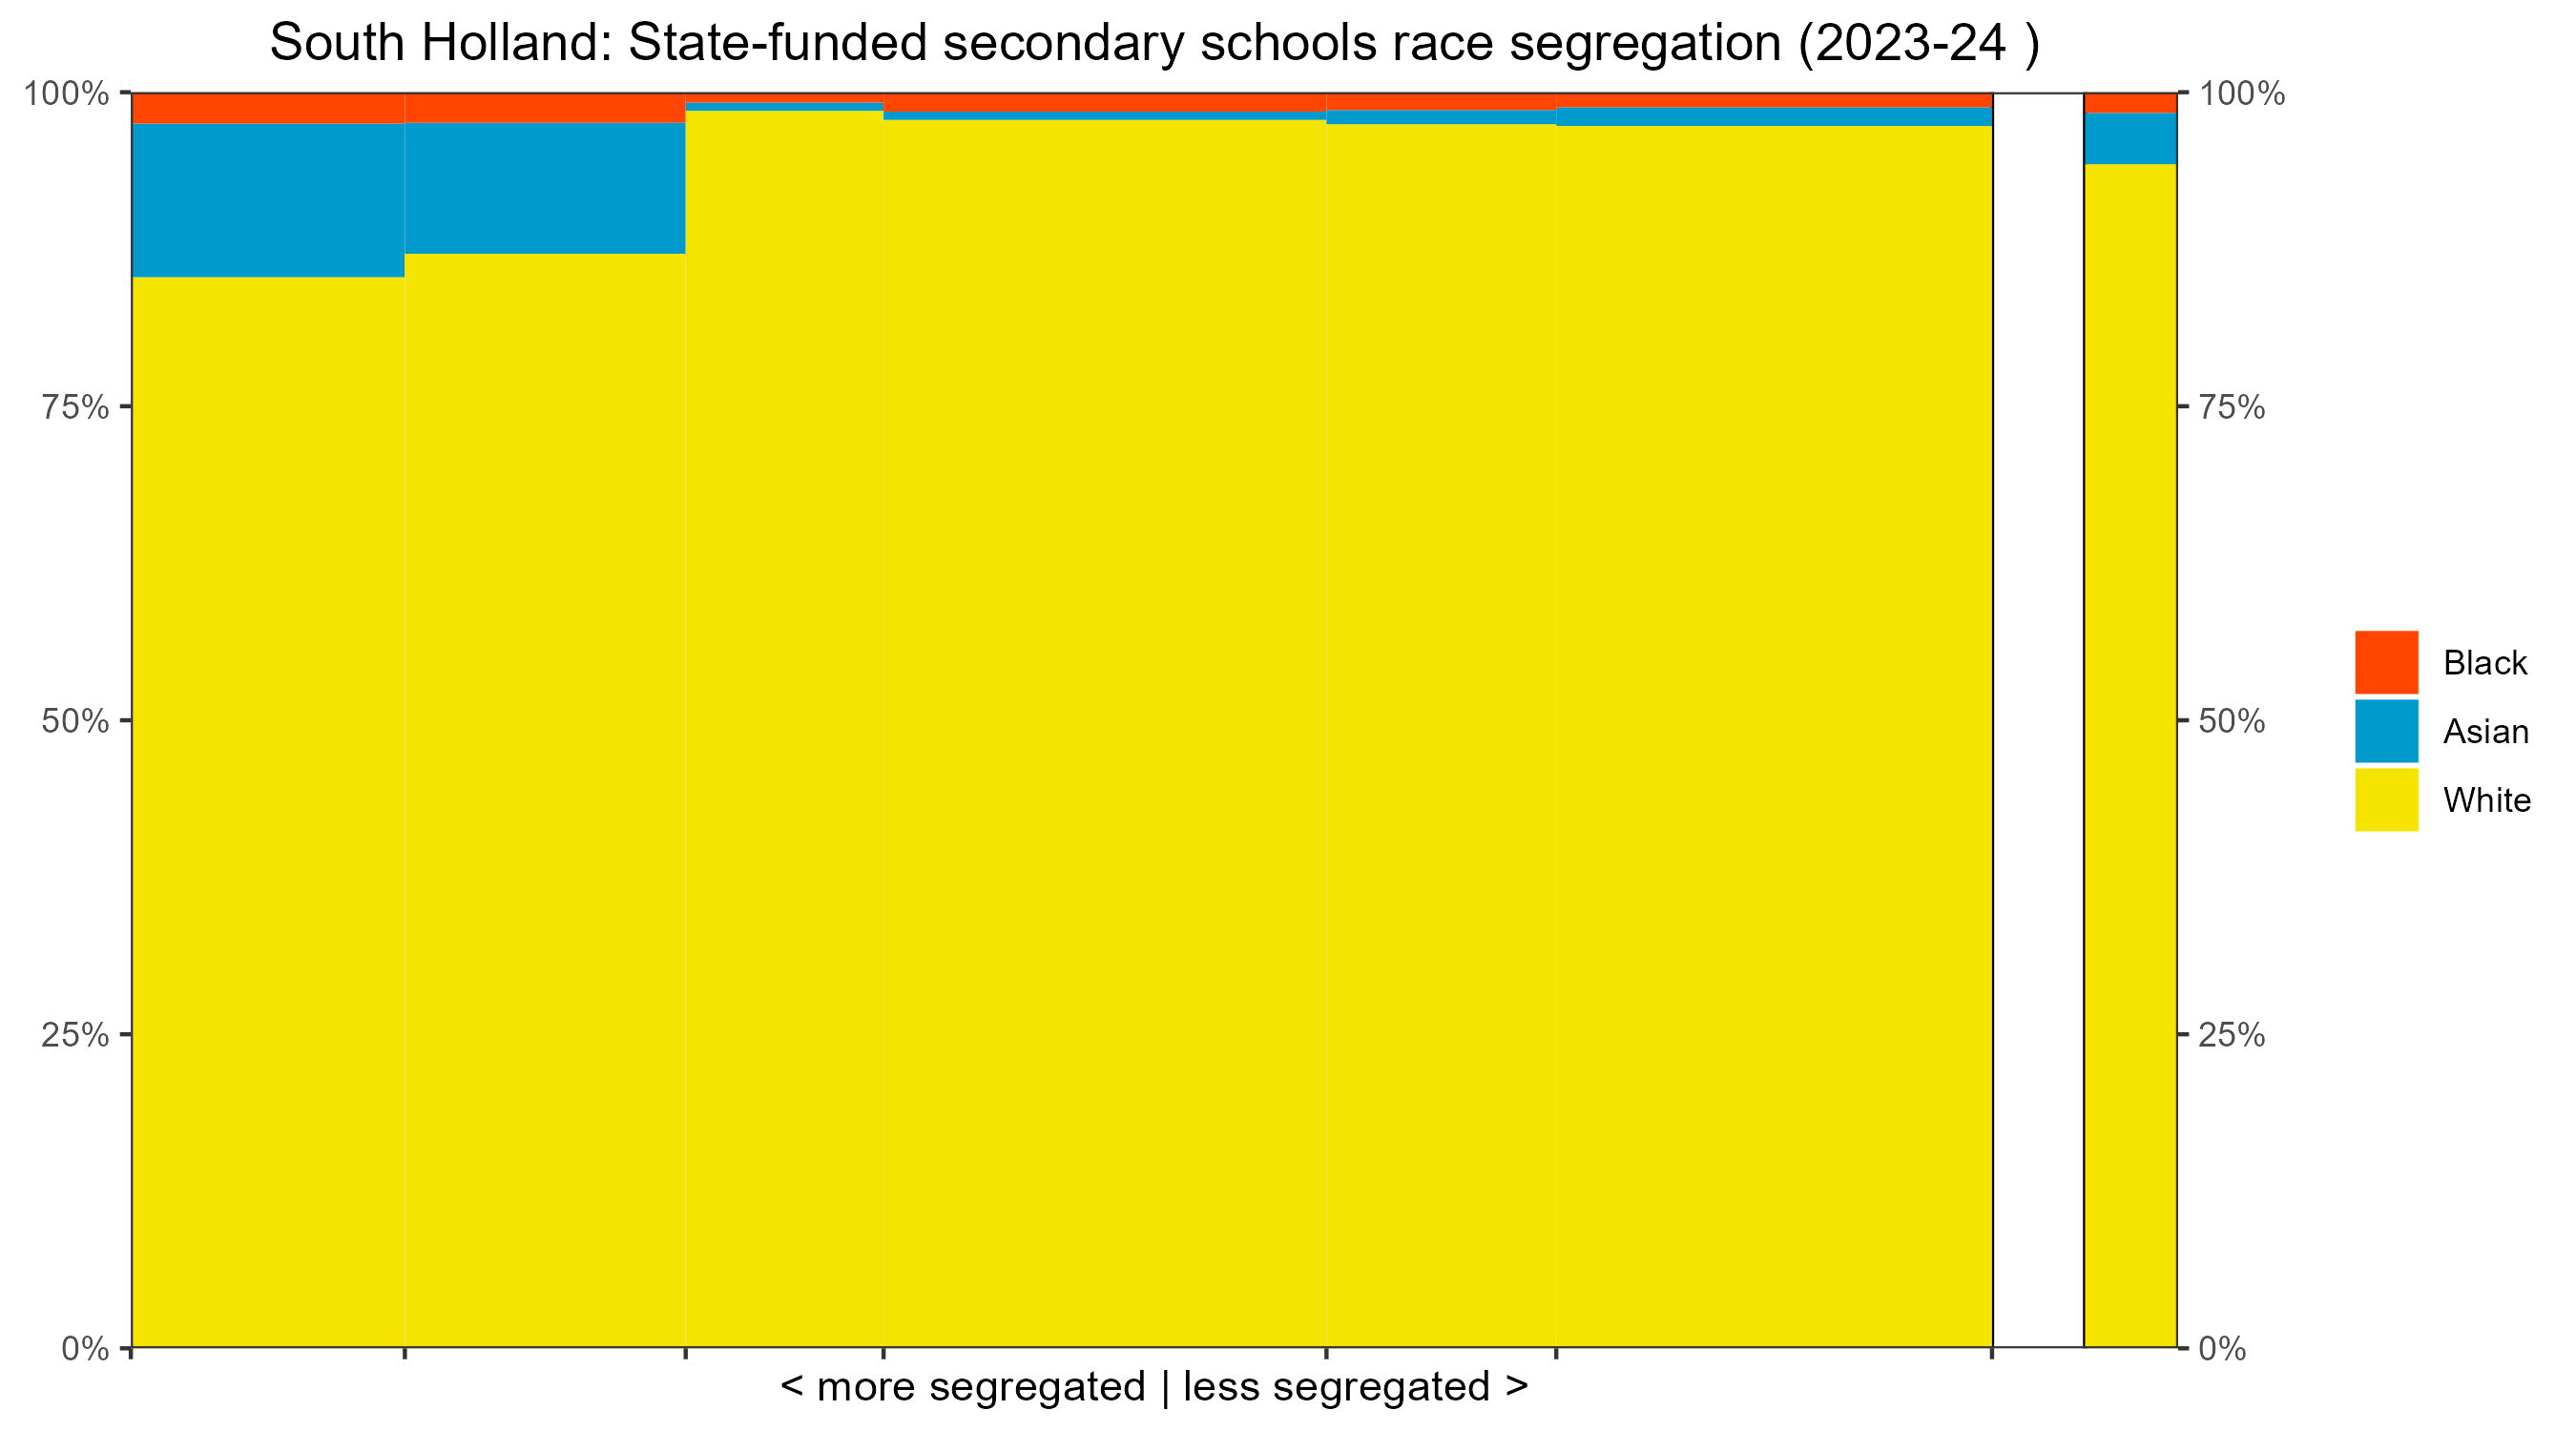 South Holland: State-funded secondary schools race segregation (2023-24 )
100%
75%
50%
25%
0%
100%
75%
50%
25%
0%
Black
Asian
White
< more segregated | less segregated >